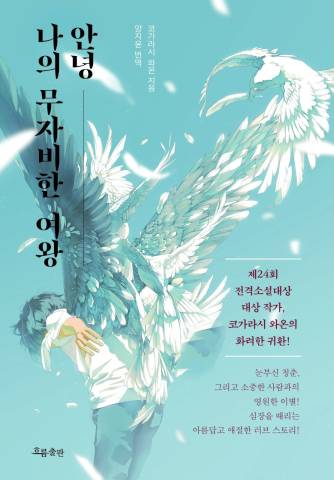 안녕
나의 무자비한 여왕
코가라시 와온 지음
양지윤 번역
제24회
전격소설대상
대상 작가,
코가라시 와온의
화려한 귀환!
눈부신 청춘,
그리고 소중한 사람과의
영원한 이별!
심장을 때리는
아름답고 애절한 러브 스토리!
흐름출판